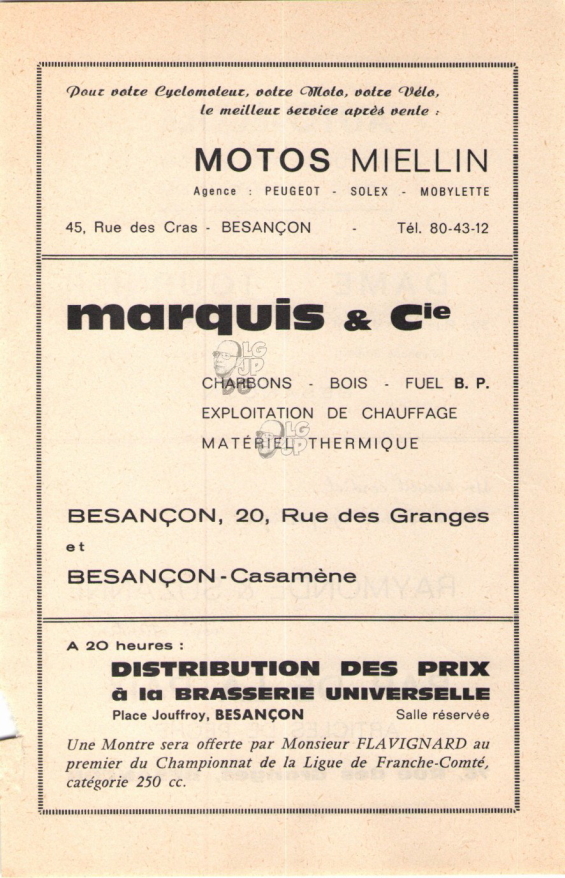 Pour votre Cyclomoteur, votre Moto, votre Vélo,
le meilleur service après vente :
MOTOS MIELLIN
Agence : PEUGEOT - SOLEX - MOBYLETTE
45, Rue des Cras - BESANÇON - Tél. 80-43-12
marquis & Cie
LG
JP
CHARBONS - BOIS - FUEL B. P.
EXPLOITATION DE CHAUFFAGE
LG
JP
MATÉRIEL THERMIQUE
BESANÇON, 20, Rue des Granges
et
BESANÇON-Casamène
A 20 heures :
DISTRIBUTION DES PRIX
à la BRASSERIE UNIVERSELLE
Place Jouffroy, BESANÇON Salle réservée
Une Montre sera offerte par Monsieur FLAVIGNARD au
premier du Championnat de la Ligue de Franche-Comté,
catégorie 250 cc.